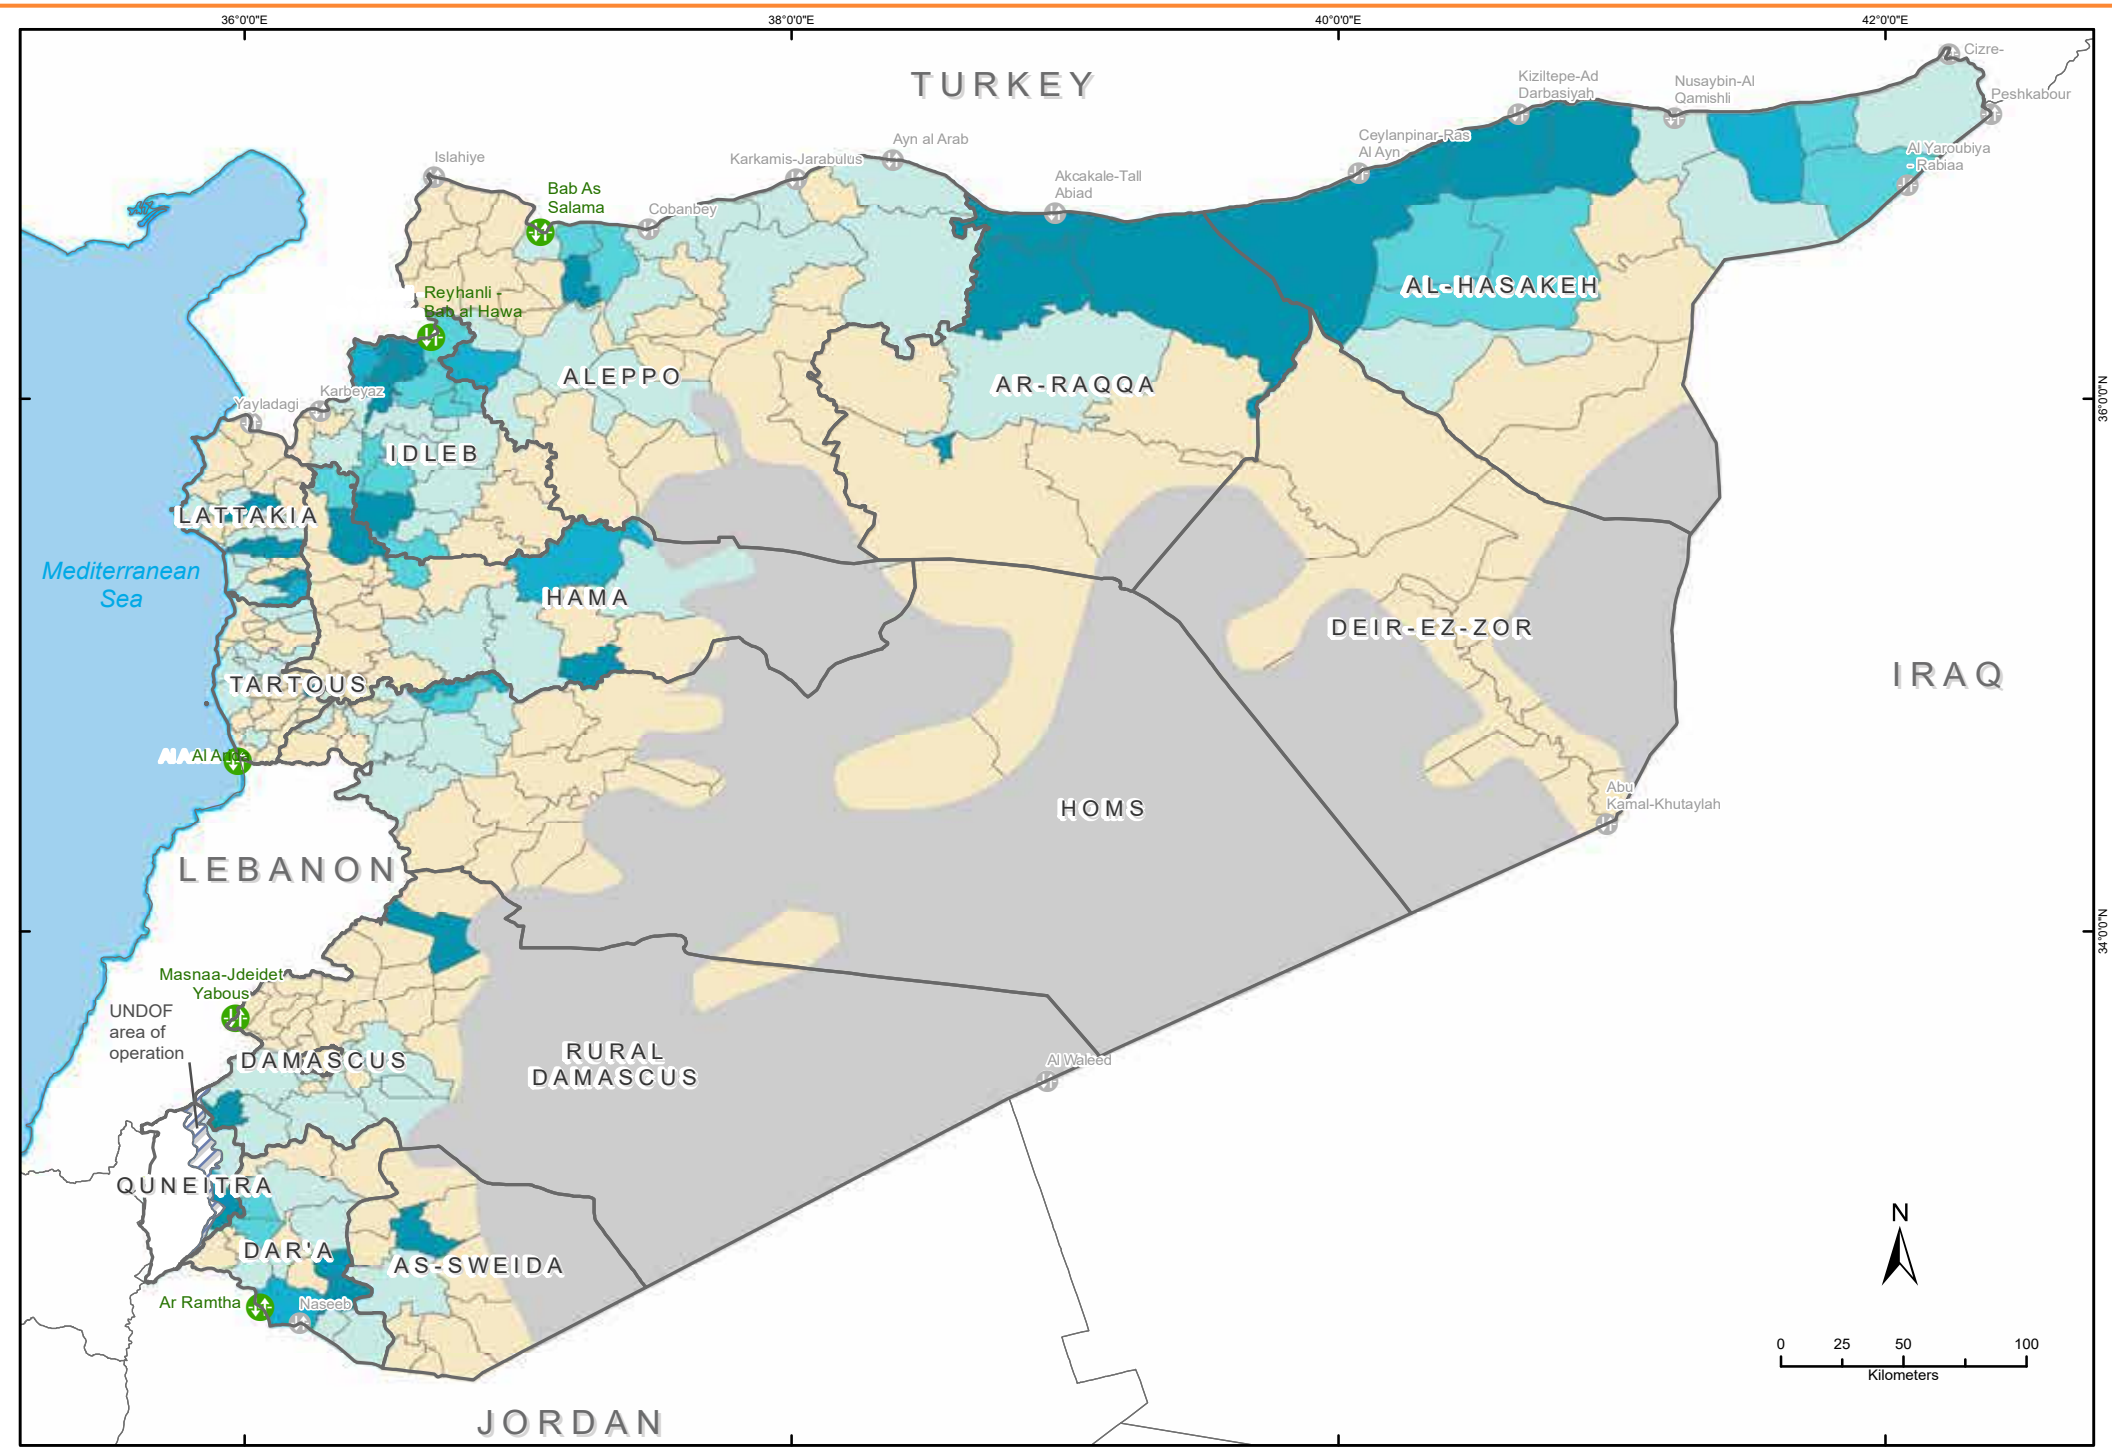 36°0'0"E
38°0'0"E
40°0'0"E
42°0'0"E
TURKEY
Cizre-
Kiziltepe-Ad
Darbasiyah
Nusaybin-Al
Qamishli
Peshkabour
Islahiye
Karkamis-Jarabulus
Ayn al Arab
Ceylanpinar-Ras
Al Ayn
Al Yaroubiya
- Rabiaa
Akcakale-Tall
Abiad
Bab As
Salama
Cobanbey
Reyhanli -
Bab al Hawa
AL-HASAKEH
ALEPPO
AR-RAQQA
Karbeyaz
Yayladagi
36°0'0"N
IDLEB
LATTAKIA
Mediterranean
Sea
HAMA
DEIR-EZ-ZOR
IRAQ
TARTOUS
Al Arida
Abu
Kamal-Khutaylah
HOMS
LEBANON
34°0'0"N
Masnaa-Jdeidet
Yabous
UNDOF
area of
operation
DAMASCUS
RURAL
DAMASCUS
Al Waleed
QUNEITRA
DAR'A
AS-SWEIDA
Ar Ramtha
Naseeb
N
0 25 50 100
Kilometers
JORDAN